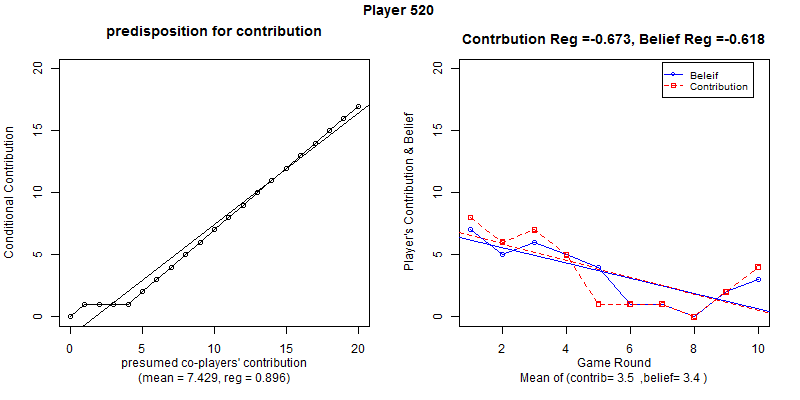 Player 520
predisposition for contribution
Conditional Contribution
20
15
10
5
0
0 5 10 15 20
presumed co-players' contribution
(mean = 7.429, reg = 0.896)
Contrbution Reg =-0.673, Belief Reg =-0.618
Player's Contribution & Belief
20
15
10
5
0
Beleif
Contribution
2 4 6 8 10
Game Round
Mean of (contrib= 3.5 ,belief= 3.4 )